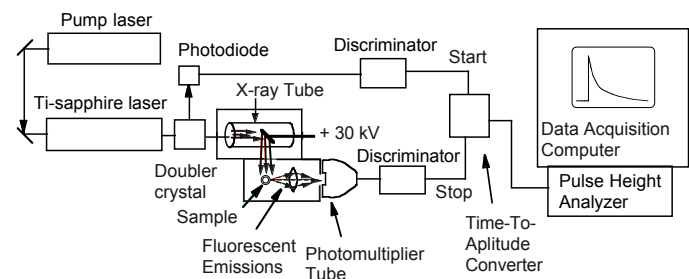 Pump laser
Photodiode
Discriminator
Start
Ti-sapphire laser
X-ray Tube
+ 30 kV
Data Acquisition
Computer
Doubler
crystal
Discriminator
Stop
Pulse Height
Analyzer
Sample
Fluorescent
Emissions
Photomultiplier
Tube
Time-To-
Aplitude
Converter